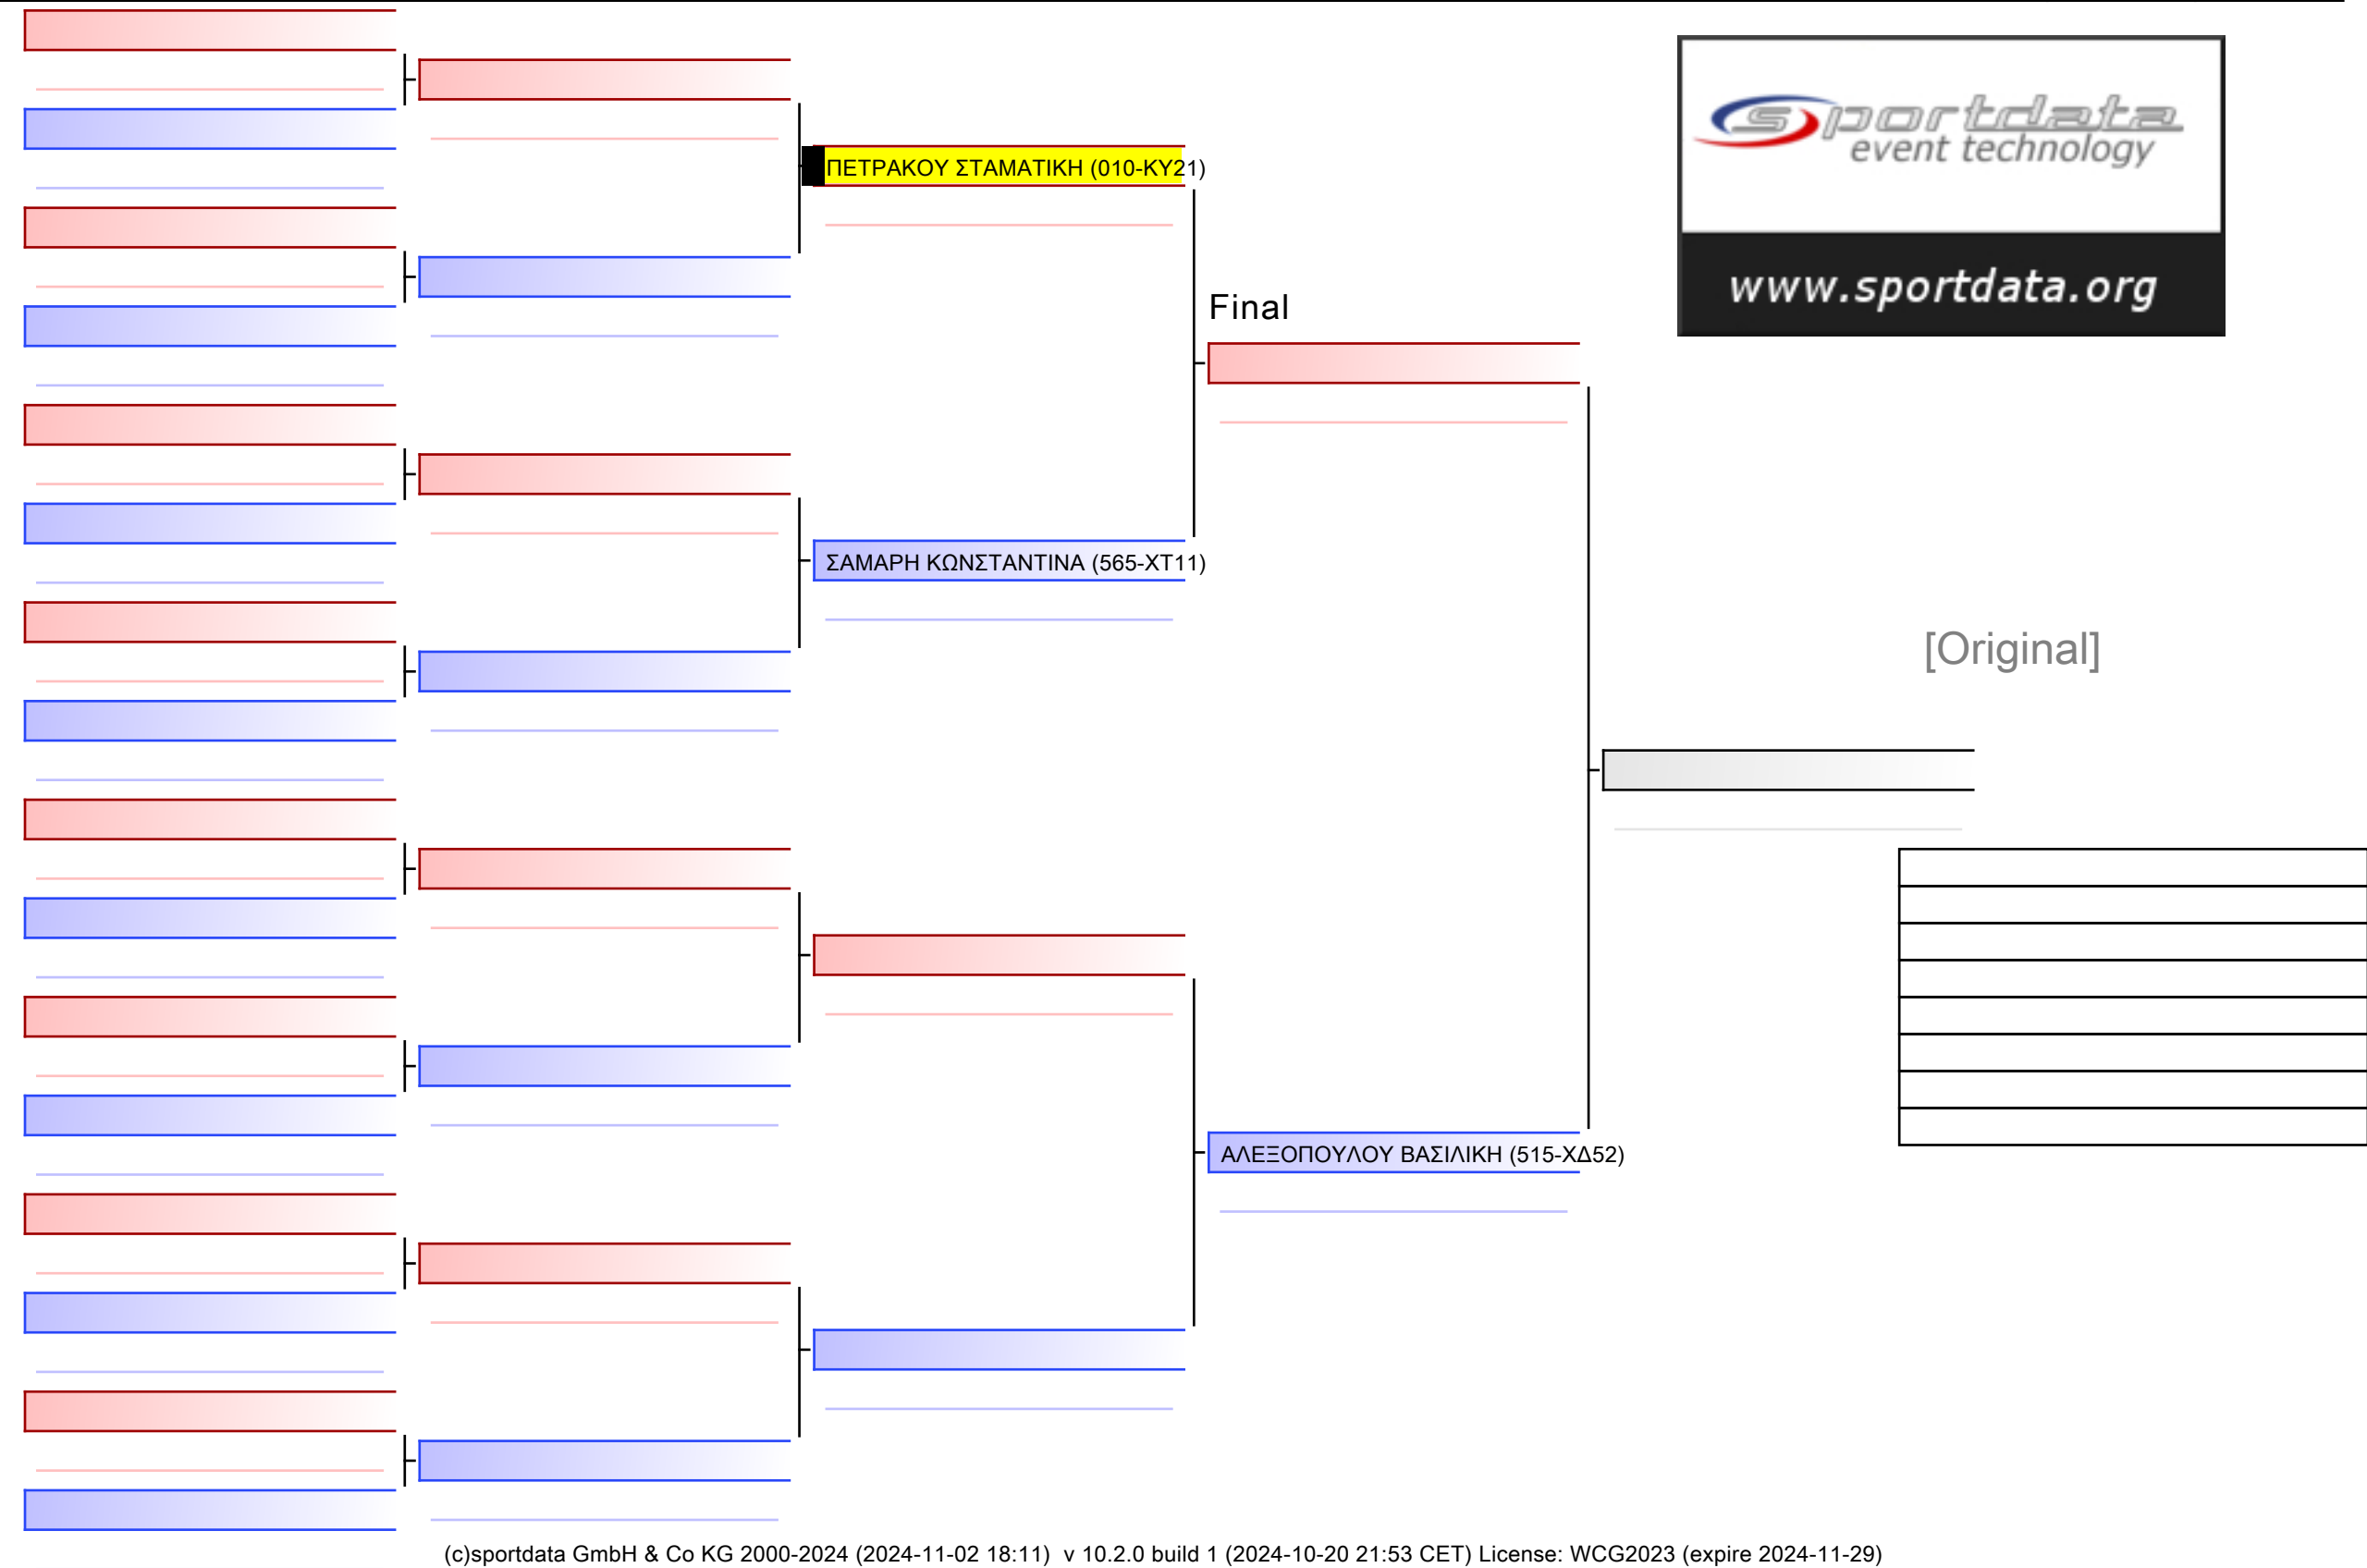 sportdata
event technology
www.sportdata.org
ΠΕΤΡΑΚΟΥ ΣΤΑΜΑΤΙΚΗ (010-ΚΥ21)
Final
ΣΑΜΑΡΗ ΚΩΝΣΤΑΝΤΙΝΑ (565-ΧΤ11)
[Original]
ΑΛΕΞΟΠΟΥΛΟΥ ΒΑΣΙΛΙΚΗ (515-ΧΔ52)
(c)sportdata GmbH & Co KG 2000-2024 (2024-11-02 18:11) v 10.2.0 build 1 (2024-10-20 21:53 CET) License: WCG2023 (expire 2024-11-29)